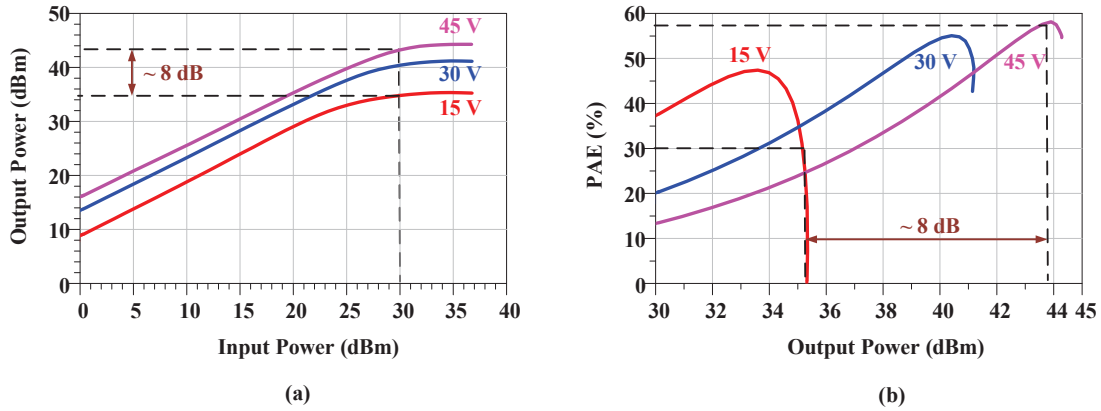 50
40
30
20
10
0
Output Power (dBm)
45 V
30 V
15 V
~ 8 dB
0 5 10 15 20 25 30 35 40
Input Power (dBm)
(a)
60
50
40
30
20
10
0
PAE (%)
15 V
30 V
45 V
~ 8 dB
30 32 34 36 38 40 42 44 45
Output Power (dBm)
(b)